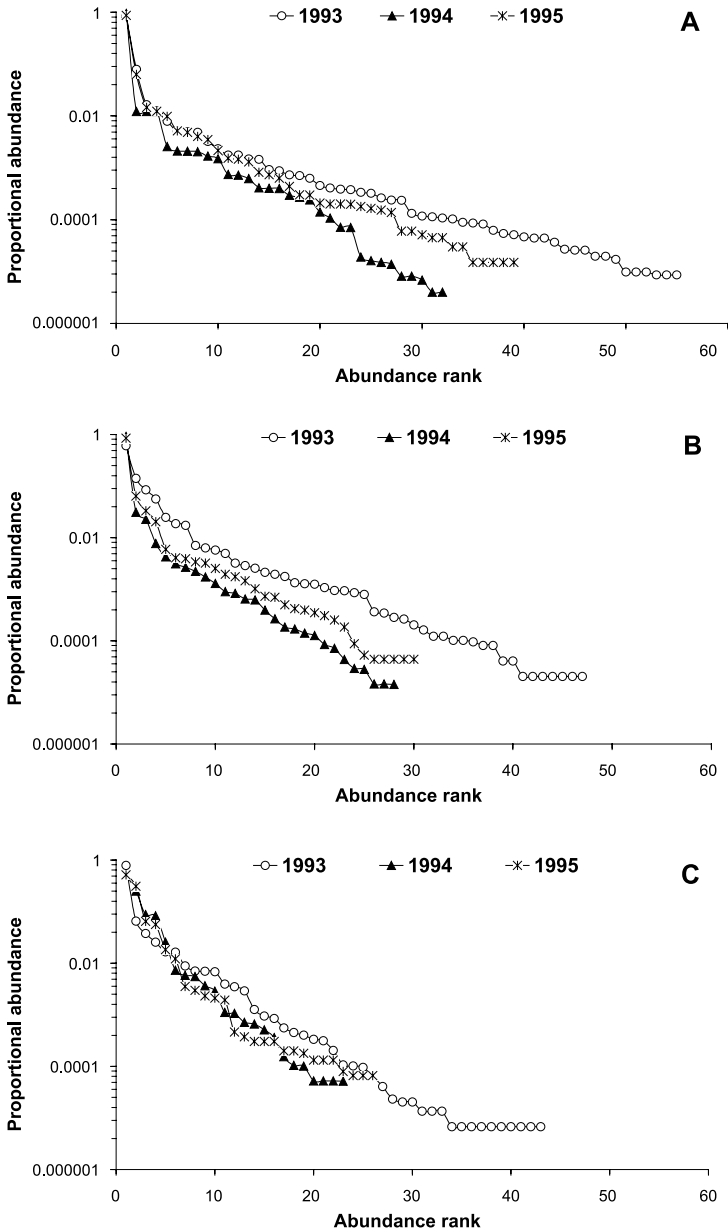 1993 1994 1995
A
Proportional abundance
1
0.01
0.0001
0.000001
0 10 20 30 40 50 60
Abundance rank
1993 1994 1995
B
Proportional abundance
1
0.01
0.0001
0.000001
0 10 20 30 40 50 60
Abundance rank
1993 1994 1995
C
Proportional abundance
1
0.01
0.0001
0.000001
0 10 20 30 40 50 60
Abundance rank